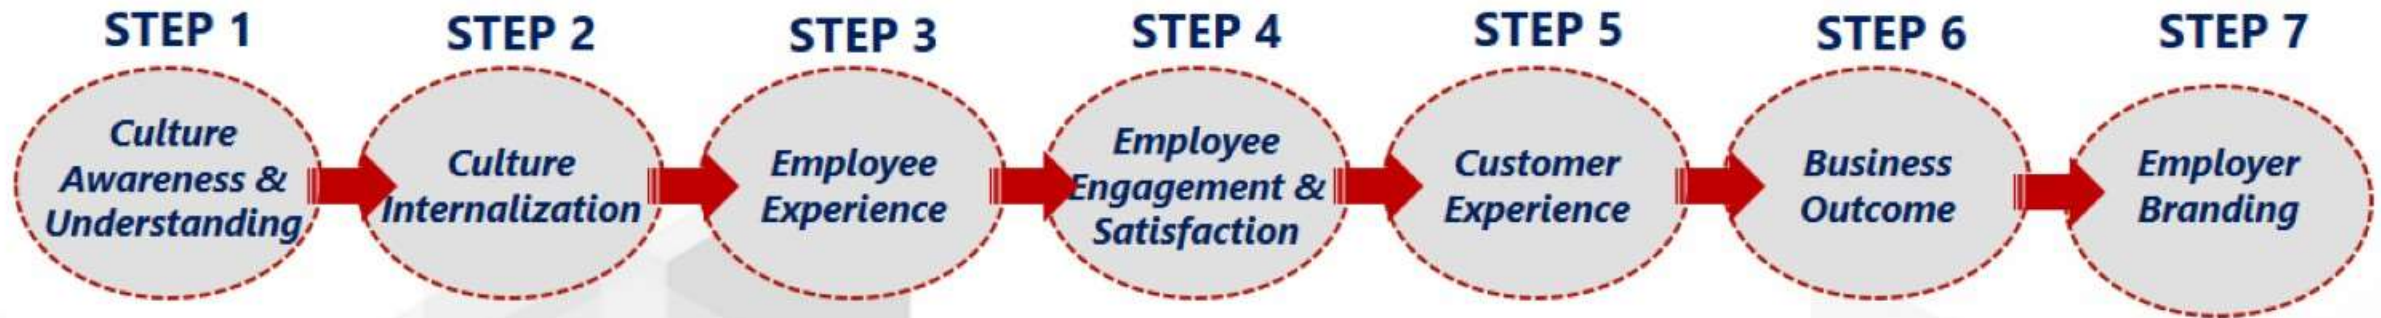 STEP 1
Culture
Awareness &
Understanding
STEP 2
Culture
Internalization
STEP 3
Employee
Experience
STEP 4
Employee
Engagement &
Satisfaction
STEP 5
Customer
Experience
STEP 6
Business
Outcome
STEP 7
Employer
Branding